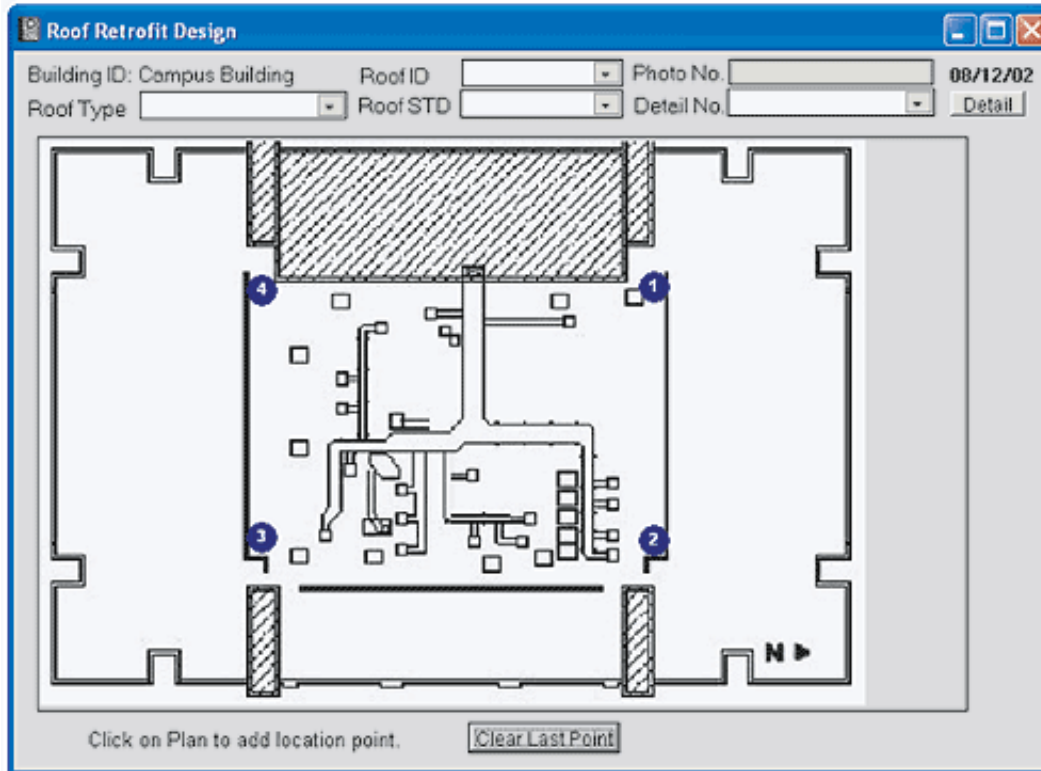 Roof Retrofit Design
Building ID: Campus Building Roof ID Photo No. 08/12/02
Roof Type Roof STD Deteil No. Detail
4 1
3 2
N
Click on Plan to add location point. Clear Last Point